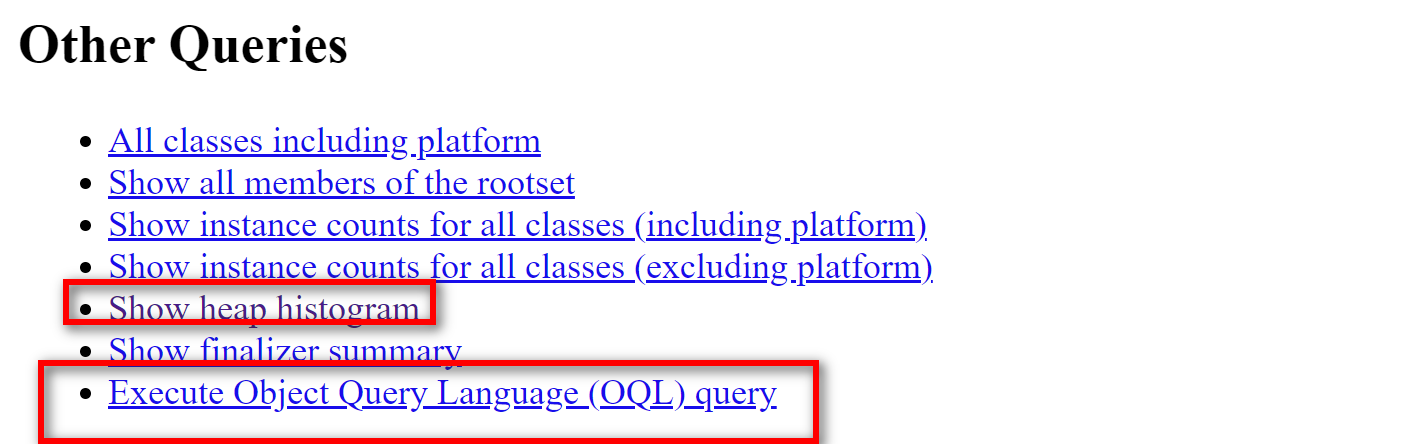 Other Queries
All classes including platform
Show all members of the rootset
Show instance counts for all classes (including platform)
Show instance counts for all classes (excluding platform)
Show heap histogram
Show finalizer summary
Execute Object Query Language (OQL) query